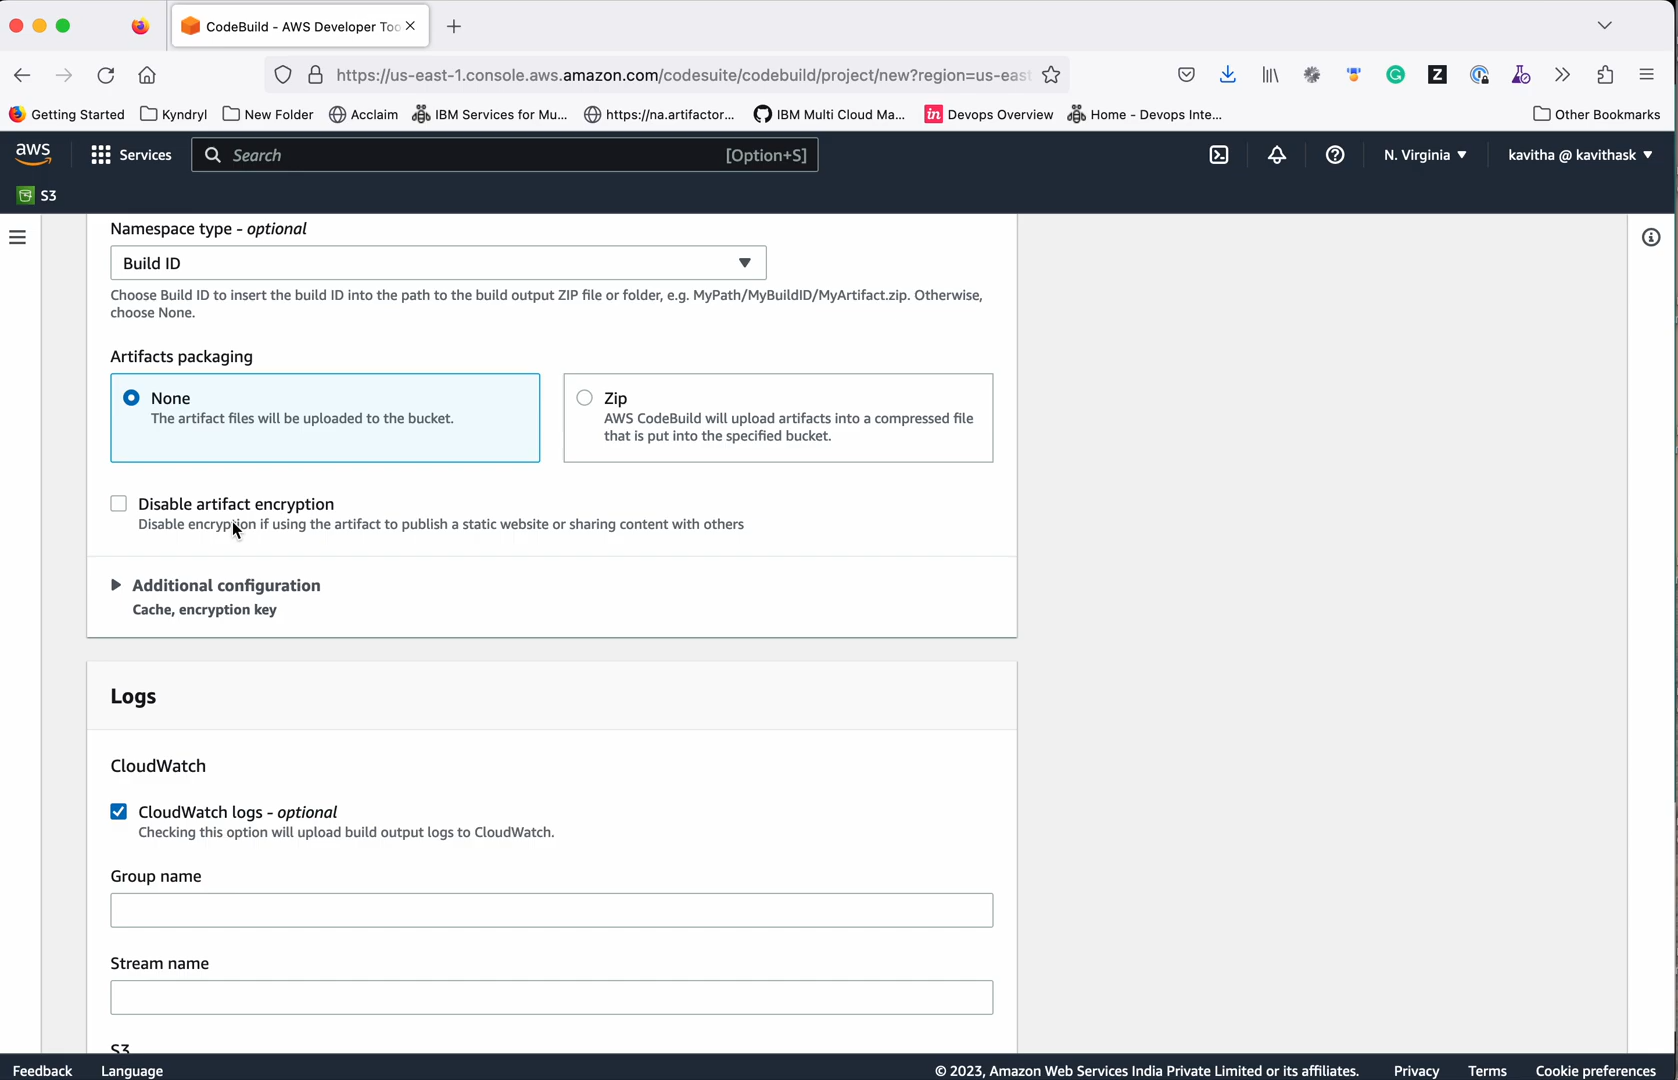 CodeBuild - AWS Developer Too
https://us-east-1.console.aws.amazon.com/codesuite/codebuild/project/new?region=us-east
Getting Started
Kyndryl
New Folder
Acclaim
IBM Services for Mu...
https://na.artifactor...
IBM Multi Cloud Ma...
in
Devops Overview
Home - Devops Inte...
Other Bookmarks
aws
Services
Search
[Option+S]
N. Virginia
kavitha @ kavithask
S3
Namespace type - optional
Build ID
Choose Build ID to insert the build ID into the path to the build output ZIP file or folder, e.g. MyPath/MyBuildID/MyArtifact.zip. Otherwise,
choose None.
Artifacts packaging
None
The artifact files will be uploaded to the bucket.
Zip
AWS CodeBuild will upload artifacts into a compressed file
that is put into the specified bucket.
Disable artifact encryption
Disable encryption if using the artifact to publish a static website or sharing content with others
Additional configuration
Cache, encryption key
Logs
CloudWatch
CloudWatch logs - optional
Checking this option will upload build output logs to CloudWatch.
Group name
Stream name
S3
Feedback
Language
© 2023, Amazon Web Services India Private Limited or its affiliates.
Privacy
Terms
Cookie preferences